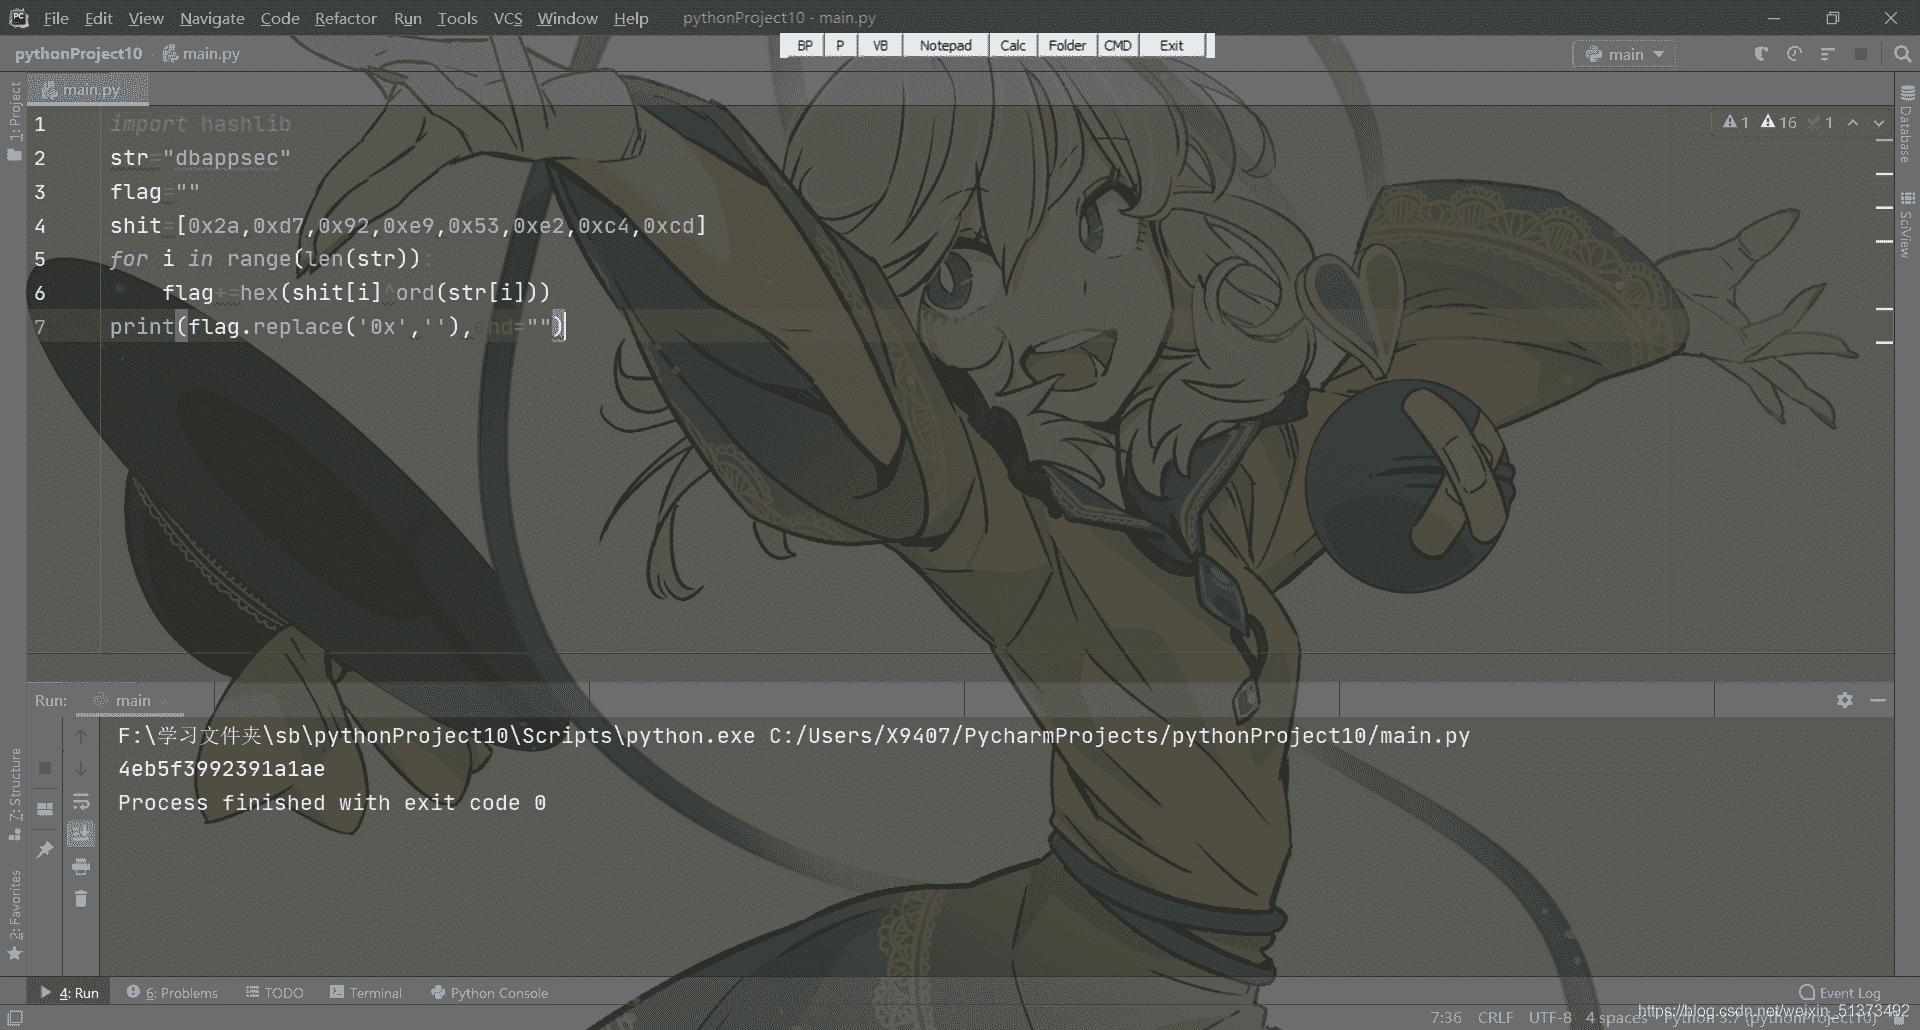 File Edit View Navigate Code Refactor Run Tools VCS Window Help pythonProject10 - main.py
BP P VB Notepad Calc Folder CMD Exit
pythonProject10 main.py main
main.py
1: Project
1 import hashlib
2 str="dbappsec"
3 flag=""
4 shit=[0x2a,0xd7,0x92,0xe9,0x53,0xe2,0xc4,0xcd]
5 for i in range(len(str)):
6 flag+=hex(shit[i]^ord(str[i]))
7 print(flag.replace('0x',''),end="")
1 16 1
Database
SciView
Run: main
F:\学习文件夹\sb\pythonProject10\Scripts\python.exe C:/Users/X9407/PycharmProjects/pythonProject10/main.py
4eb5f3992391a1ae
Process finished with exit code 0
7: Structure
2: Favorites
4: Run 6: Problems TODO Terminal Python Console Event Log
7:36 CRLF UTF-8 4 spaces Python 3.7 (pythonProject10)
https://blog.csdn.net/weixin_51373492